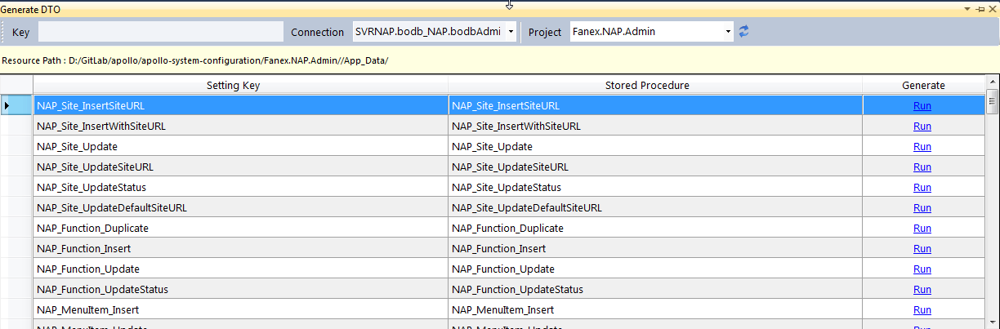 Generate DTO
Key Connection SVRNAP.bodb_NAP.bodbAdmi Project Fanex.NAP.Admin
Resource Path : D:/GitLab/apollo/apollo-system-configuration/Fanex.NAP.Admin//App_Data/
Setting Key Stored Procedure Generate
NAP_Site_InsertSiteURL NAP_Site_InsertSiteURL Run
NAP_Site_InsertWithSiteURL NAP_Site_InsertWithSiteURL Run
NAP_Site_Update NAP_Site_Update Run
NAP_Site_UpdateSiteURL NAP_Site_UpdateSiteURL Run
NAP_Site_UpdateStatus NAP_Site_UpdateStatus Run
NAP_Site_UpdateDefaultSiteURL NAP_Site_UpdateDefaultSiteURL Run
NAP_Function_Duplicate NAP_Function_Duplicate Run
NAP_Function_Insert NAP_Function_Insert Run
NAP_Function_Update NAP_Function_Update Run
NAP_Function_UpdateStatus NAP_Function_UpdateStatus Run
NAP_MenuItem_Insert NAP_MenuItem_Insert Run
NAP_MenuItem_Update NAP_MenuItem_Update Run